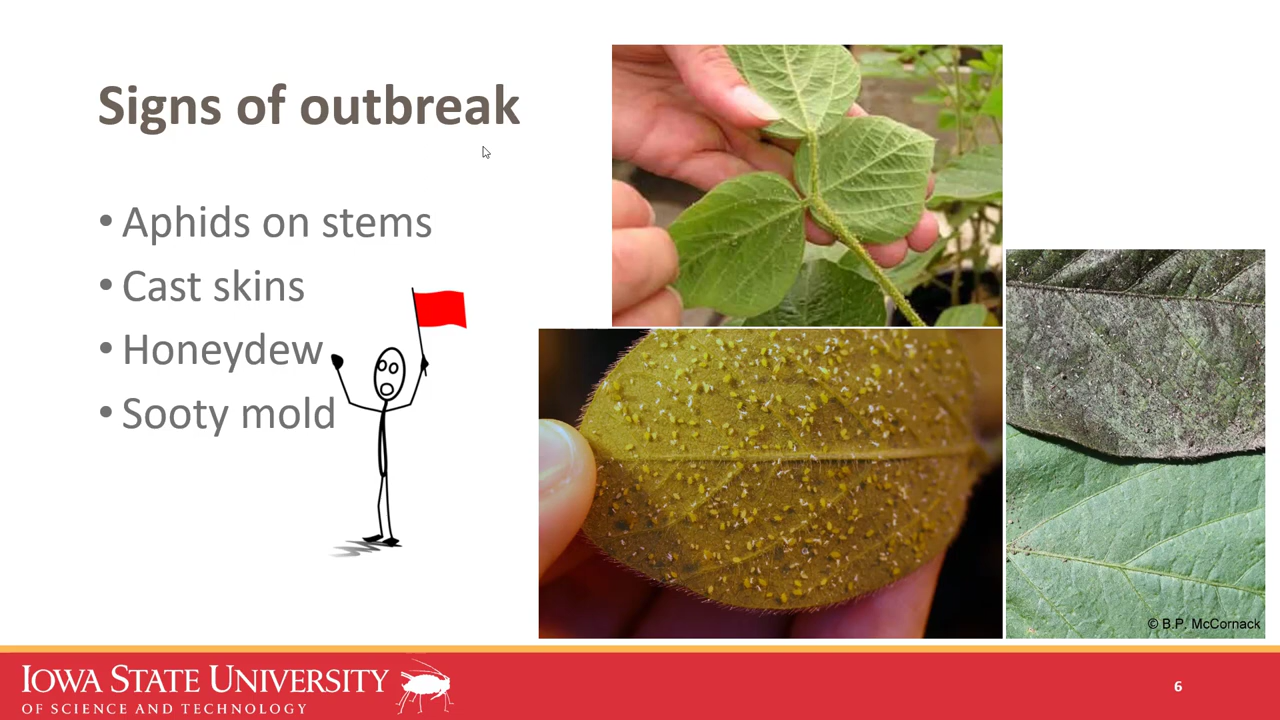 Signs of outbreak
• Aphids on stems
• Cast skins
• Honeydew
• Sooty mold
© B.P. McCornack
IOWA STATE UNIVERSITY
OF SCIENCE AND TECHNOLOGY
6